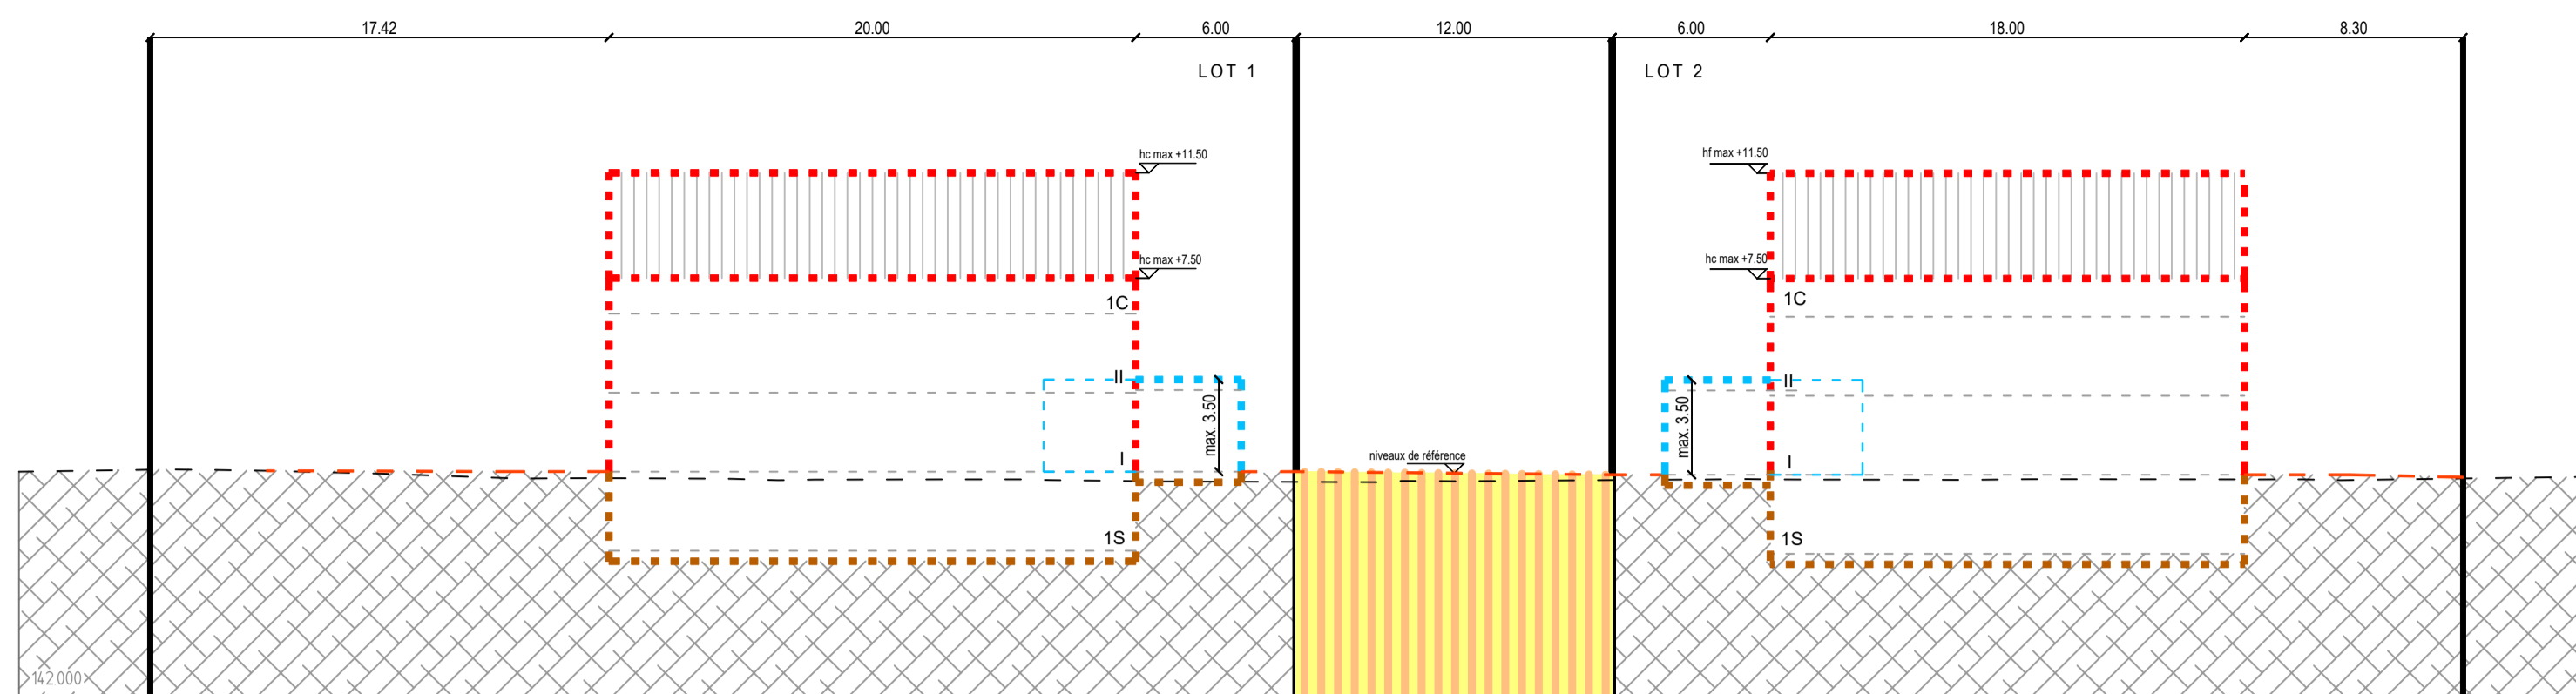 17.42 20.00 6.00 12.00 6.00 18.00 8.30
LOT 1 LOT 2
hc max +11.50 hf max +11.50
hc max +7.50 hc max +7.50
1C 1C
II II
max. 3.50 max. 3.50
niveaux de référence
I I
1S 1S
142.000